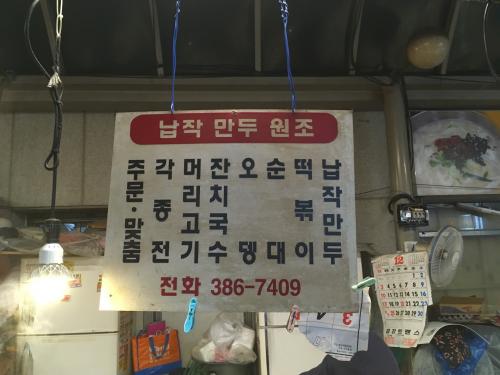 납작 만두 원조
납작만두
떡볶이
순대
오뎅
잔치국수
머리고기
각종전
주문·맞춤
전화 386-7409
12